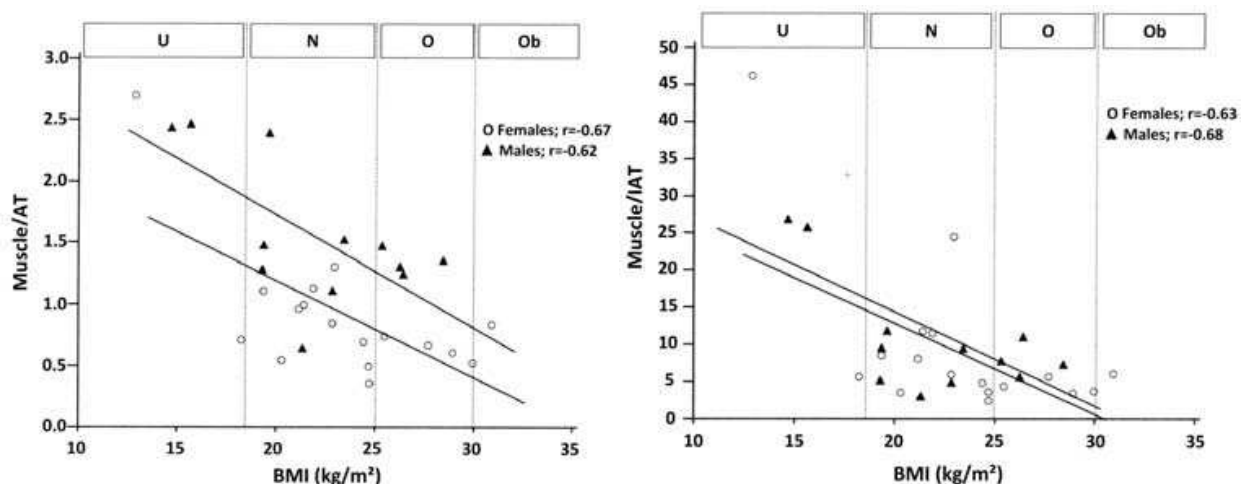 U N O Ob
3.0
2.5
2.0
1.5
1.0
0.5
0.0
Muscle/AT
O Females; r=-0.67
▲ Males; r=-0.62
10 15 20 25 30 35
BMI (kg/m²)
U N O Ob
50
45
40
35
30
25
20
15
10
5
0
Muscle/IAT
O Females; r=-0.63
▲ Males; r=-0.68
10 15 20 25 30 35
BMI (kg/m²)